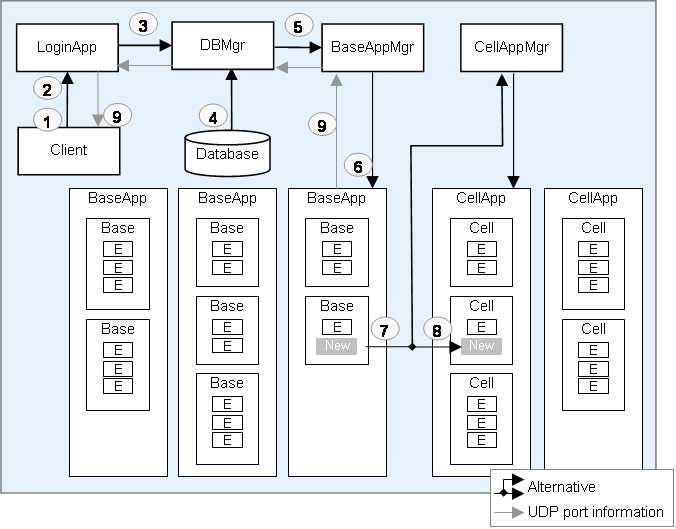 3
5
LoginApp
DBMgr
BaseAppMgr
CellAppMgr
2
1
9
4
9
Client
Database
6
BaseApp
BaseApp
BaseApp
CellApp
CellApp
Base
E
E
E
Base
E
E
E
Base
E
E
Base
E
E
Base
E
E
E
Base
E
E
Base
E
New
7
8
Cell
E
E
Cell
E
New
Cell
E
E
E
Cell
E
E
Cell
E
E
E
Alternative
UDP port information